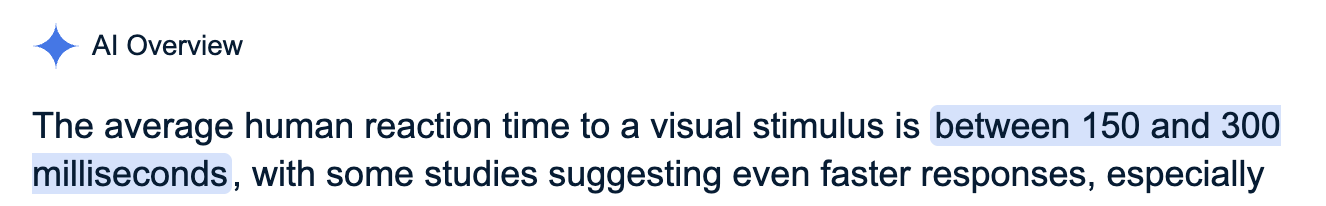 AI Overview
The average human reaction time to a visual stimulus is between 150 and 300
milliseconds, with some studies suggesting even faster responses, especially